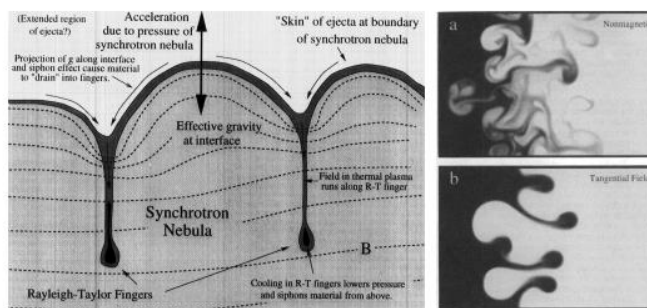 (Extended region
of ejecta?)
Acceleration
due to pressure of
synchrotron nebula
"Skin" of ejecta at boundary
of synchrotron nebula
Projection of g along interface
and siphon effect cause material
to "drain" into fingers.
Effective gravity
at interface
Field in thermal plasma
runs along R-T finger
Synchrotron
Nebula
B
Rayleigh-Taylor Fingers
Cooling in R-T fingers lowers pressure
and siphons material from above.
a
Nonmagnetic
b
Tangential Field